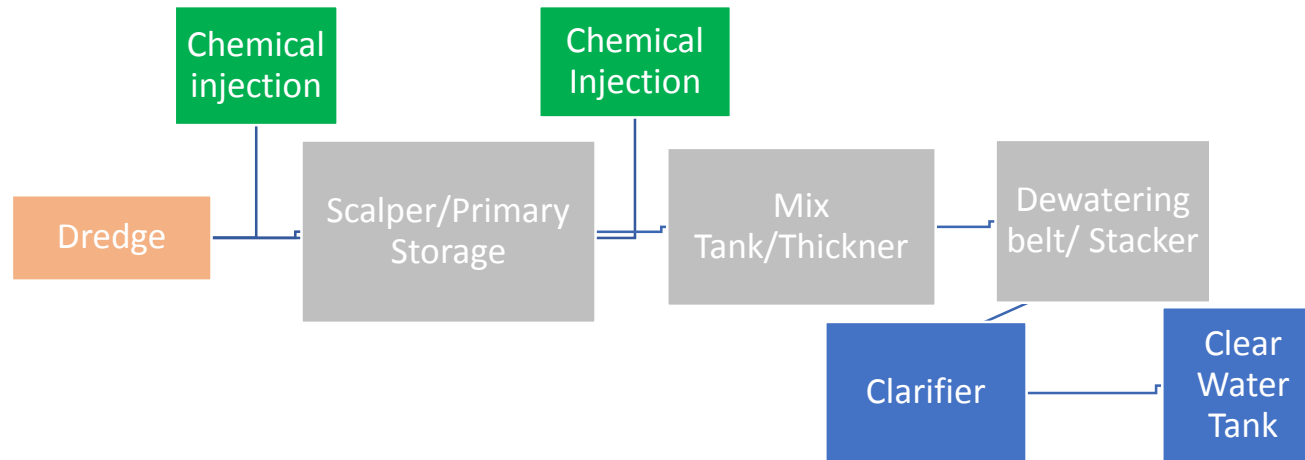 Chemical
injection
Chemical
Injection
Dredge
Scalper/Primary
Storage
Mix
Tank/Thickner
Dewatering
belt/ Stacker
Clarifier
Clear
Water
Tank